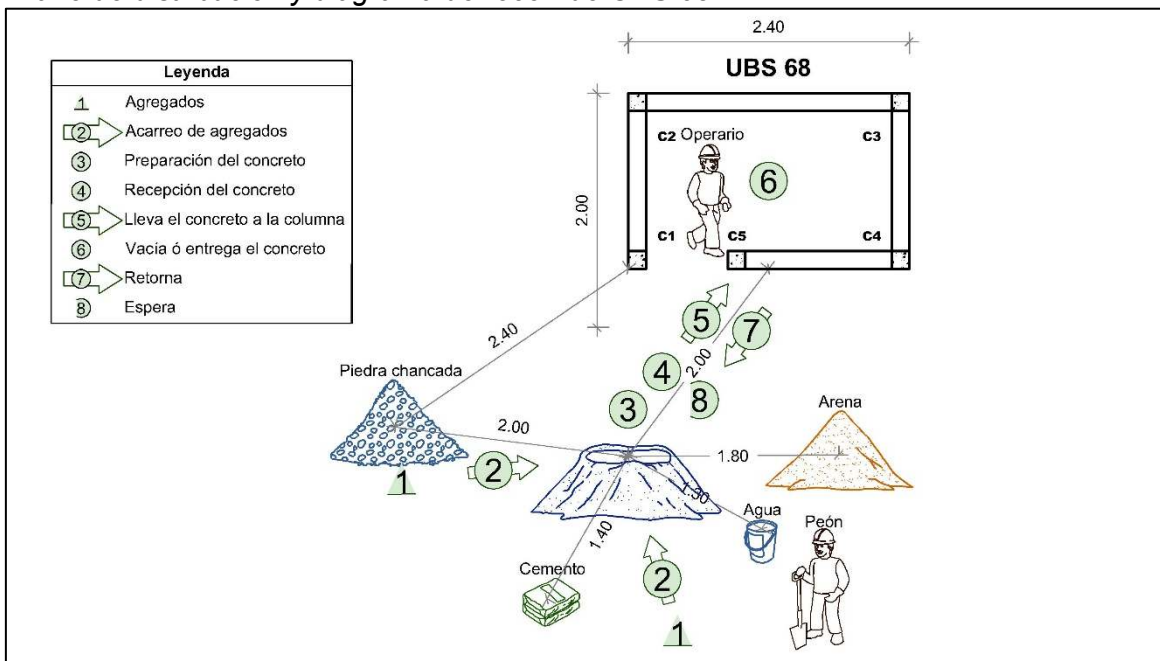 Leyenda
1 Agregados
2 Acarreo de agregados
3 Preparación del concreto
4 Recepción del concreto
5 Lleva el concreto a la columna
6 Vacía ó entrega el concreto
7 Retorna
8 Espera
2.40
UBS 68
C2 Operario
C3
6
2.00
C1
C5
C4
5
7
2.40
4
2.00
8
Piedra chancada
3
Arena
2.00
1.80
2
1
1.30
Agua
Peón
1.40
Cemento
2
1